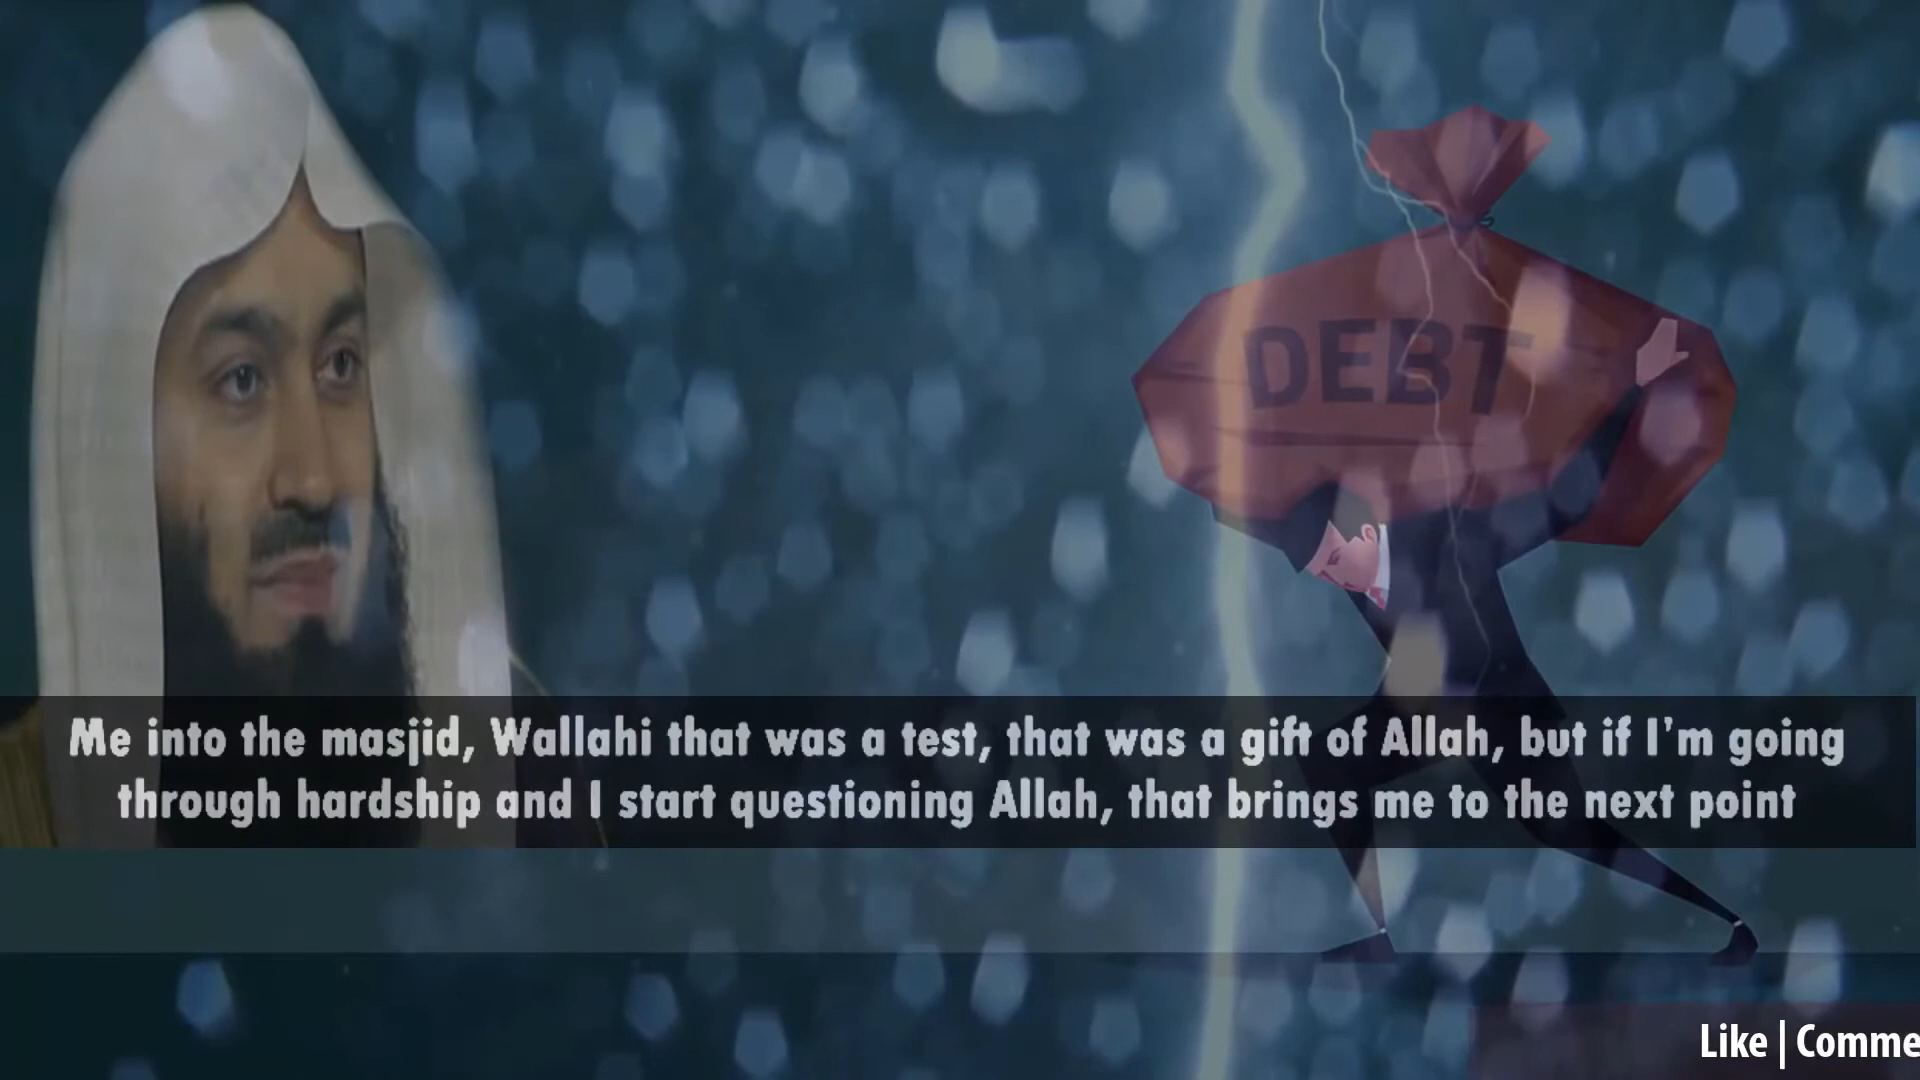 DEBT
Me into the masjid, Wallahi that was a test, that was a gift of Allah, but if I'm going
through hardship and I start questioning Allah, that brings me to the next point
Like | Comme